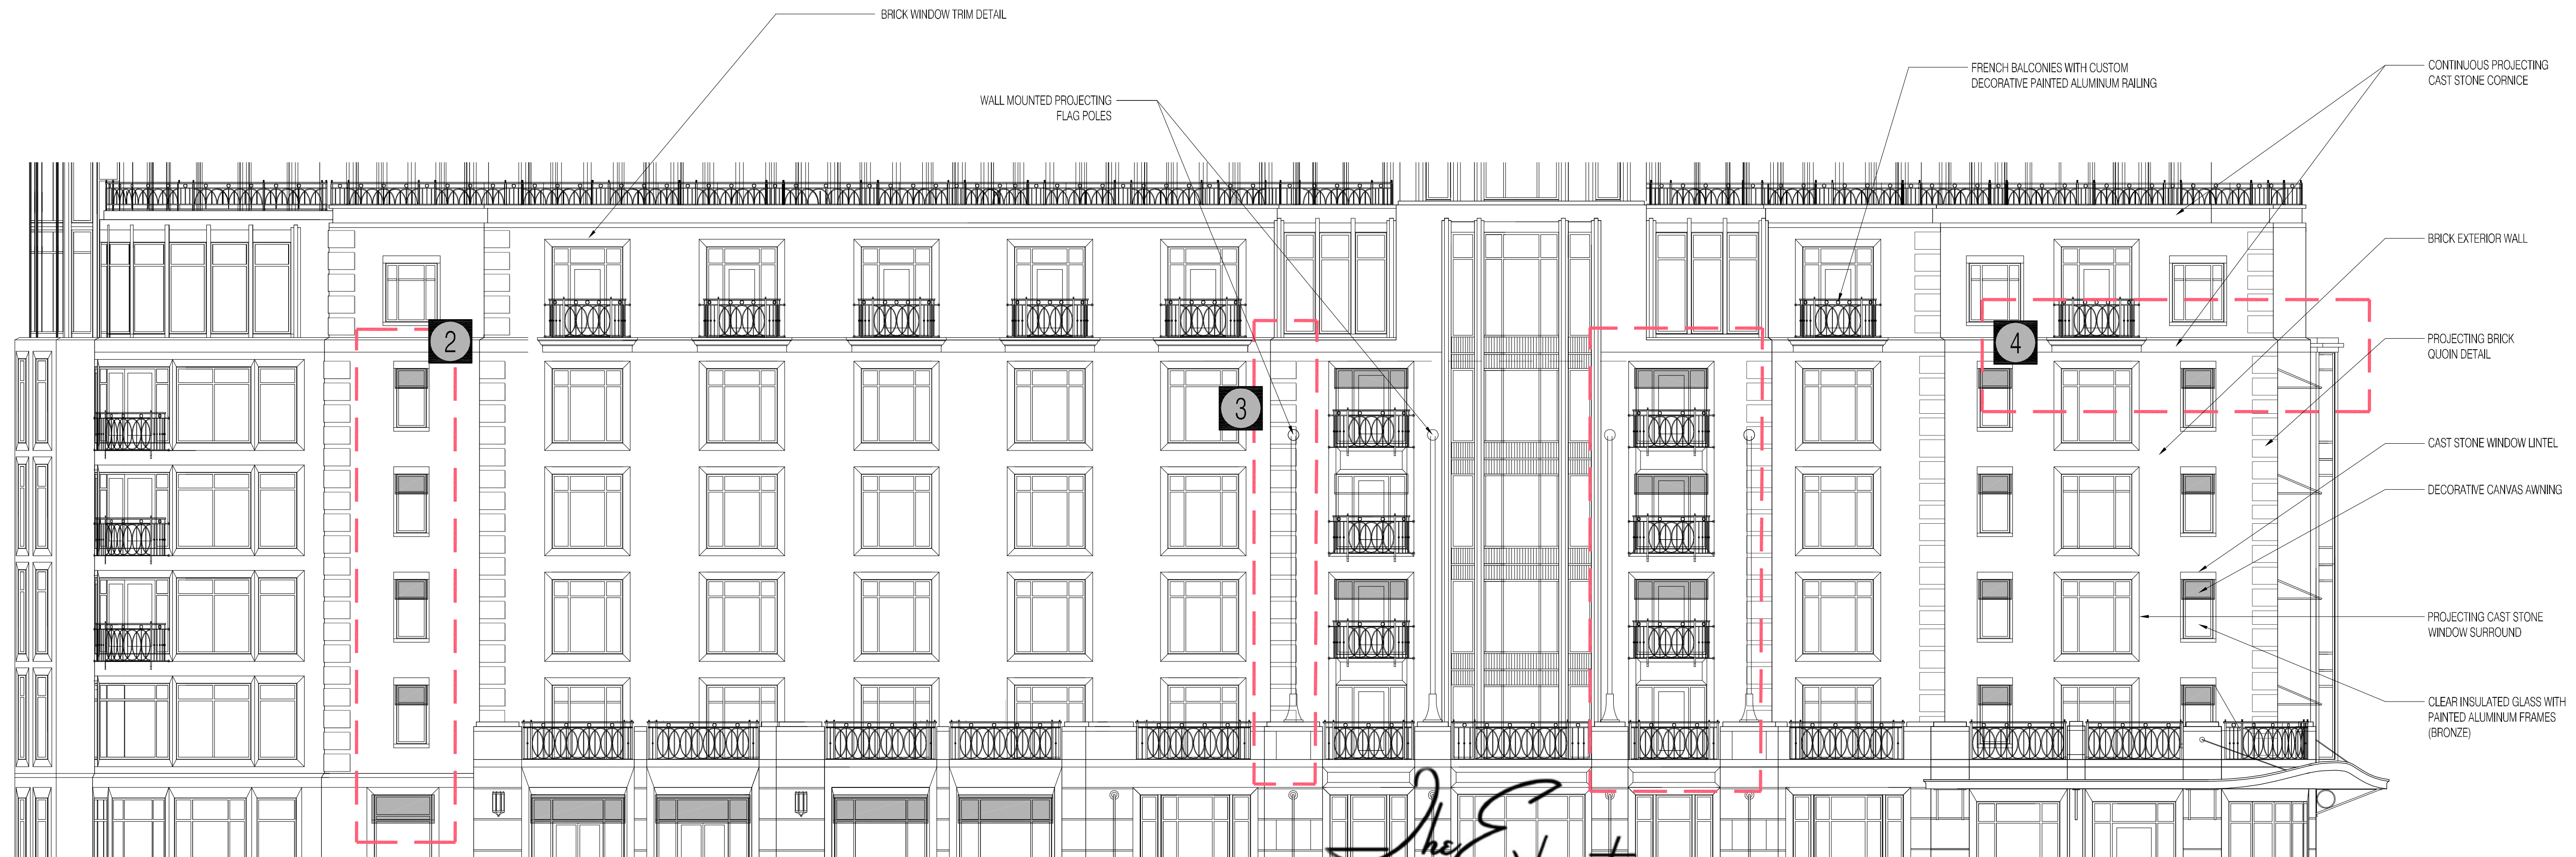 BRICK WINDOW TRIM DETAIL
FRENCH BALCONIES WITH CUSTOM
DECORATIVE PAINTED ALUMINUM RAILING
CONTINUOUS PROJECTING
CAST STONE CORNICE
WALL MOUNTED PROJECTING
FLAG POLES
BRICK EXTERIOR WALL
2
4
PROJECTING BRICK
QUOIN DETAIL
3
CAST STONE WINDOW LINTEL
DECORATIVE CANVAS AWNING
PROJECTING CAST STONE
WINDOW SURROUND
CLEAR INSULATED GLASS WITH
PAINTED ALUMINUM FRAMES
(BRONZE)
The